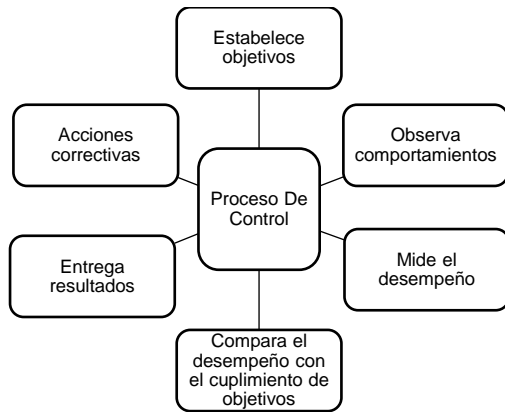 Estabelece
objetivos
Acciones
correctivas
Observa
comportamientos
Proceso De
Control
Entrega
resultados
Mide el
desempeño
Compara el
desempeño con
el cuplimiento de
objetivos